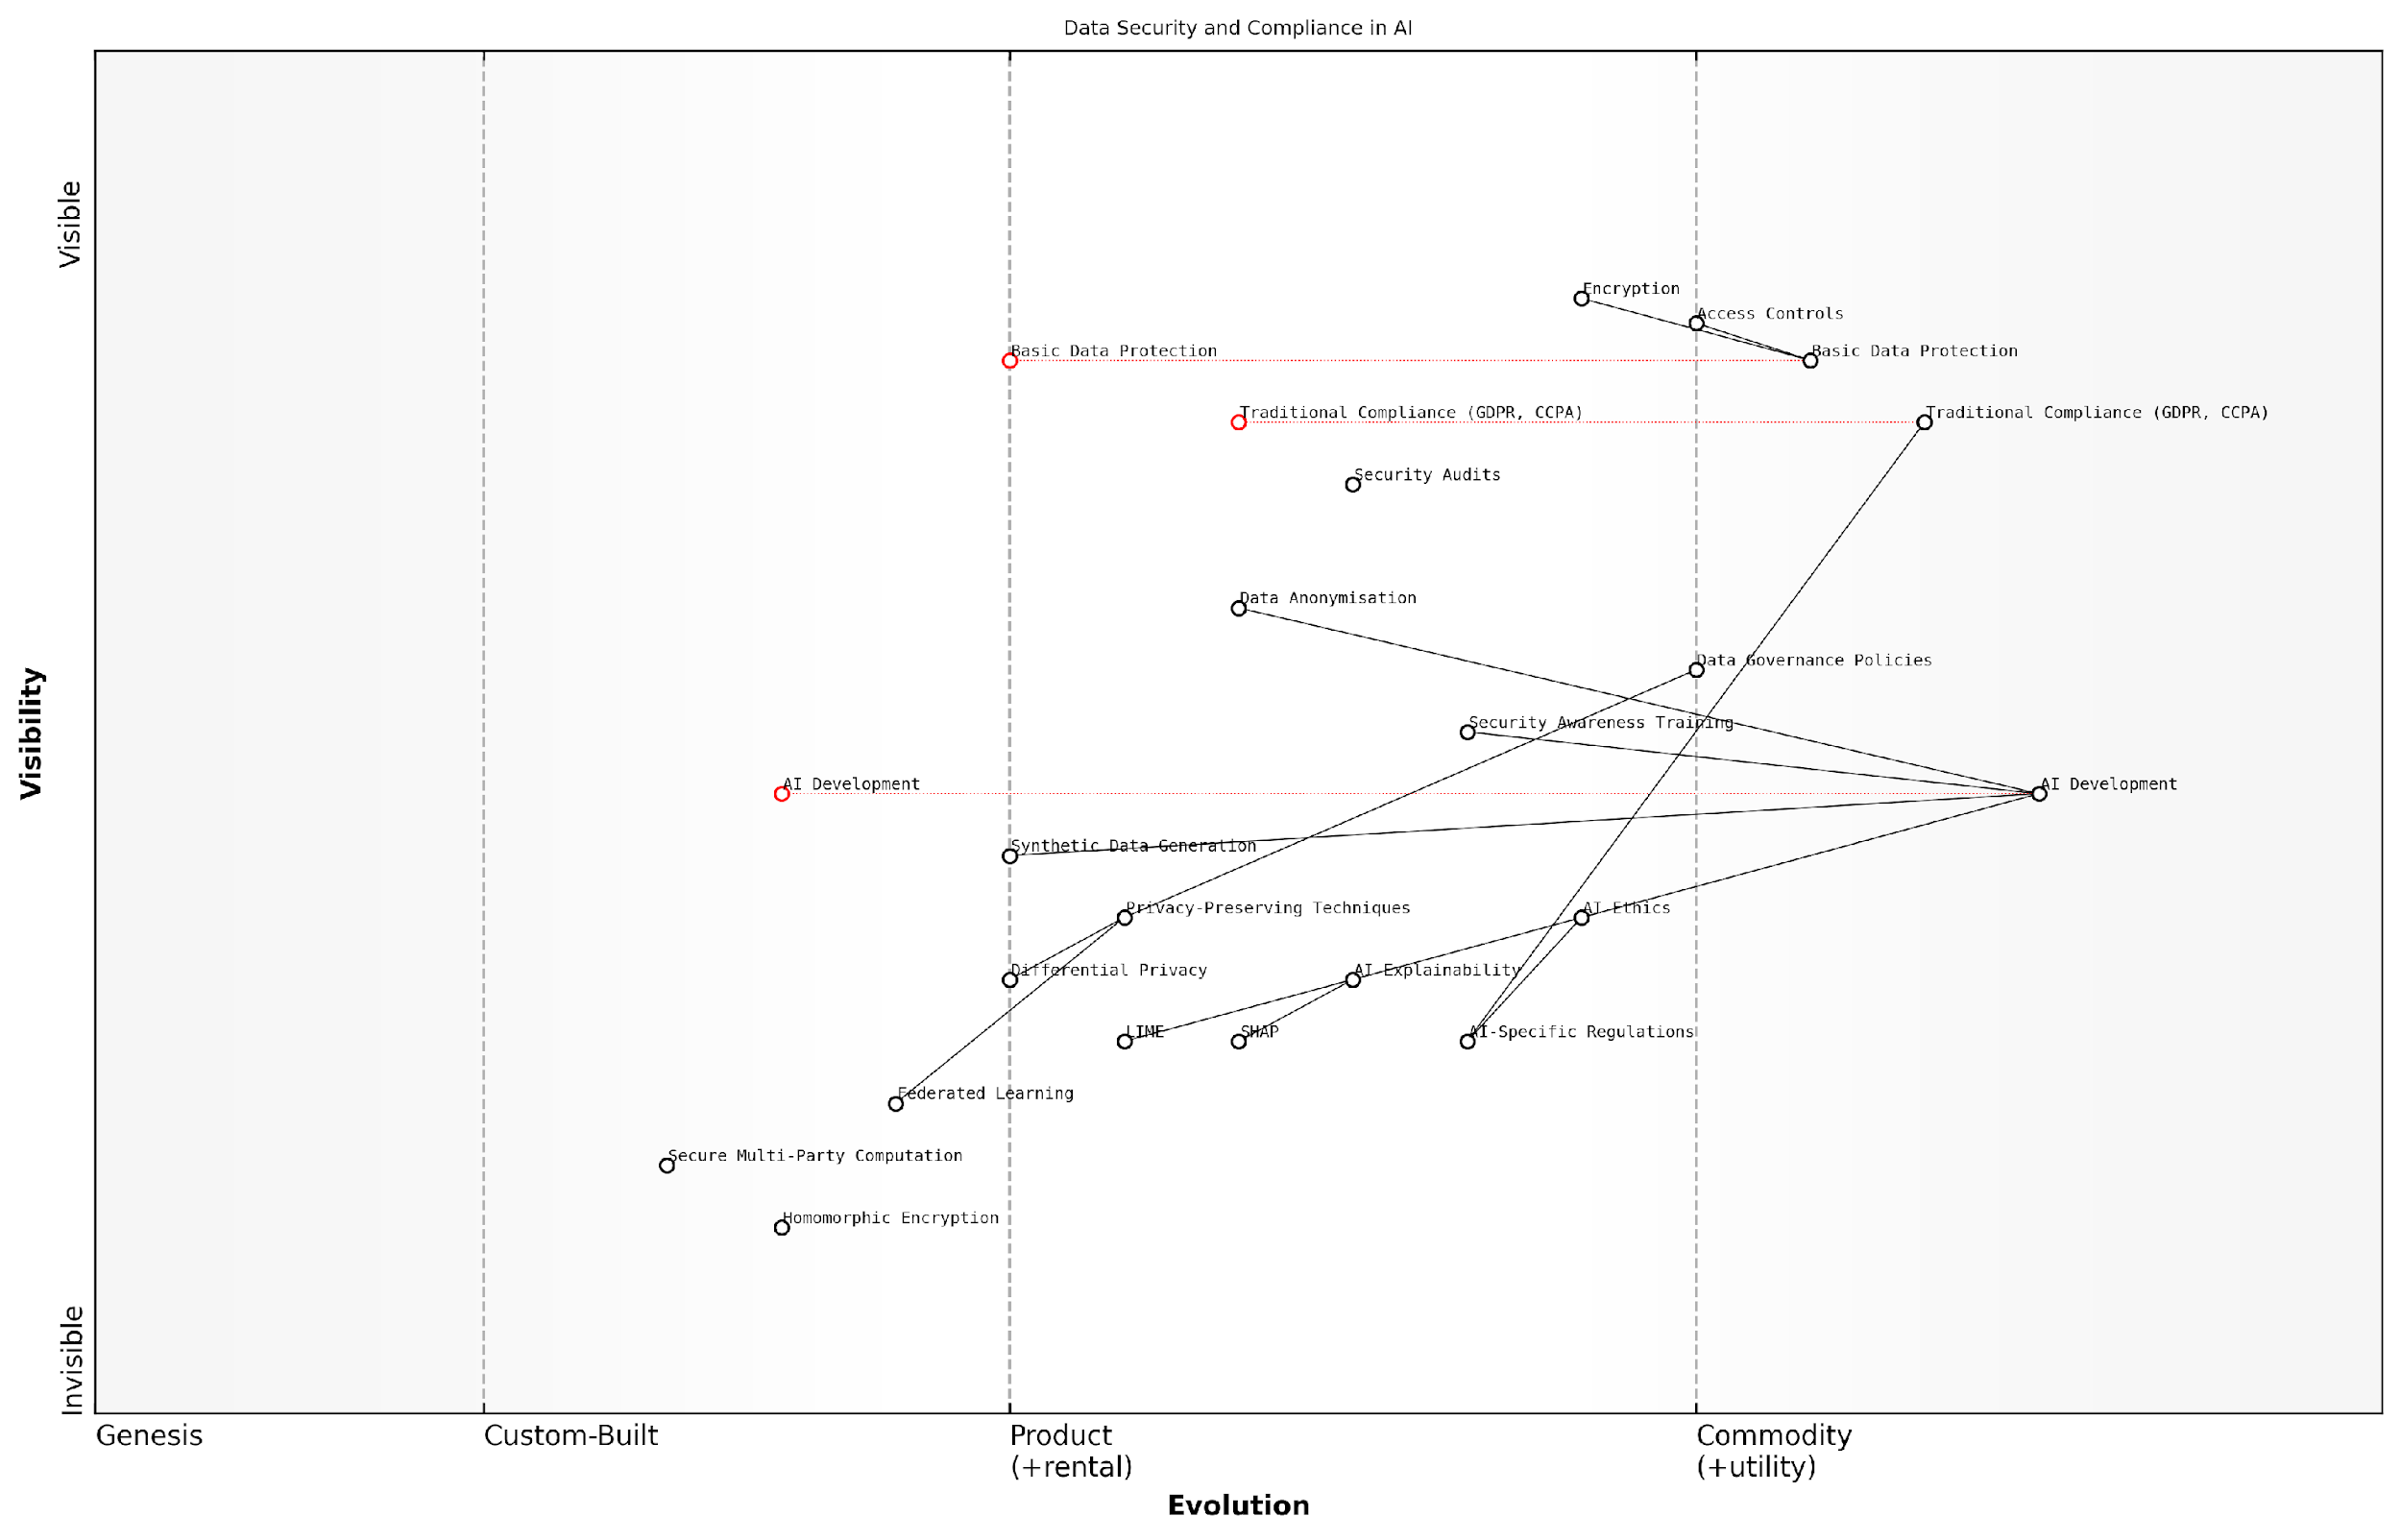 Data Security and Compliance in AI
Visible
Encryption
Access Controls
Basic Data Protection
Basic Data Protection
Traditional Compliance (GDPR, CCPA)
Traditional Compliance (GDPR, CCPA)
Security Audits
Data Anonymisation
Data Governance Policies
Security Awareness Training
Visibility
AI Development
AI Development
Synthetic Data Generation
Privacy-Preserving Techniques
AI Ethics
Differential Privacy
AI Explainability
LIME
SHAP
AI-Specific Regulations
Federated Learning
Secure Multi-Party Computation
Homomorphic Encryption
Invisible
Genesis
Custom-Built
Product
(+rental)
Commodity
(+utility)
Evolution